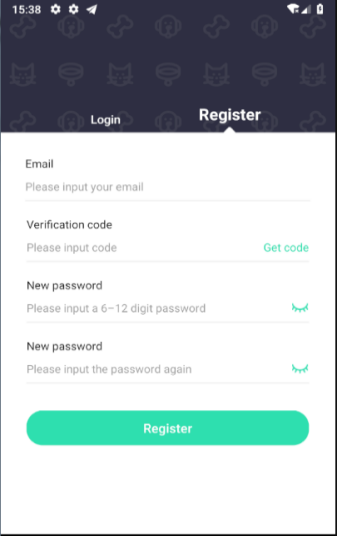 15:38
Login
Register
Email
Please input your email
Verification code
Please input code
Get code
New password
Please input a 6–12 digit password
New password
Please input the password again
Register